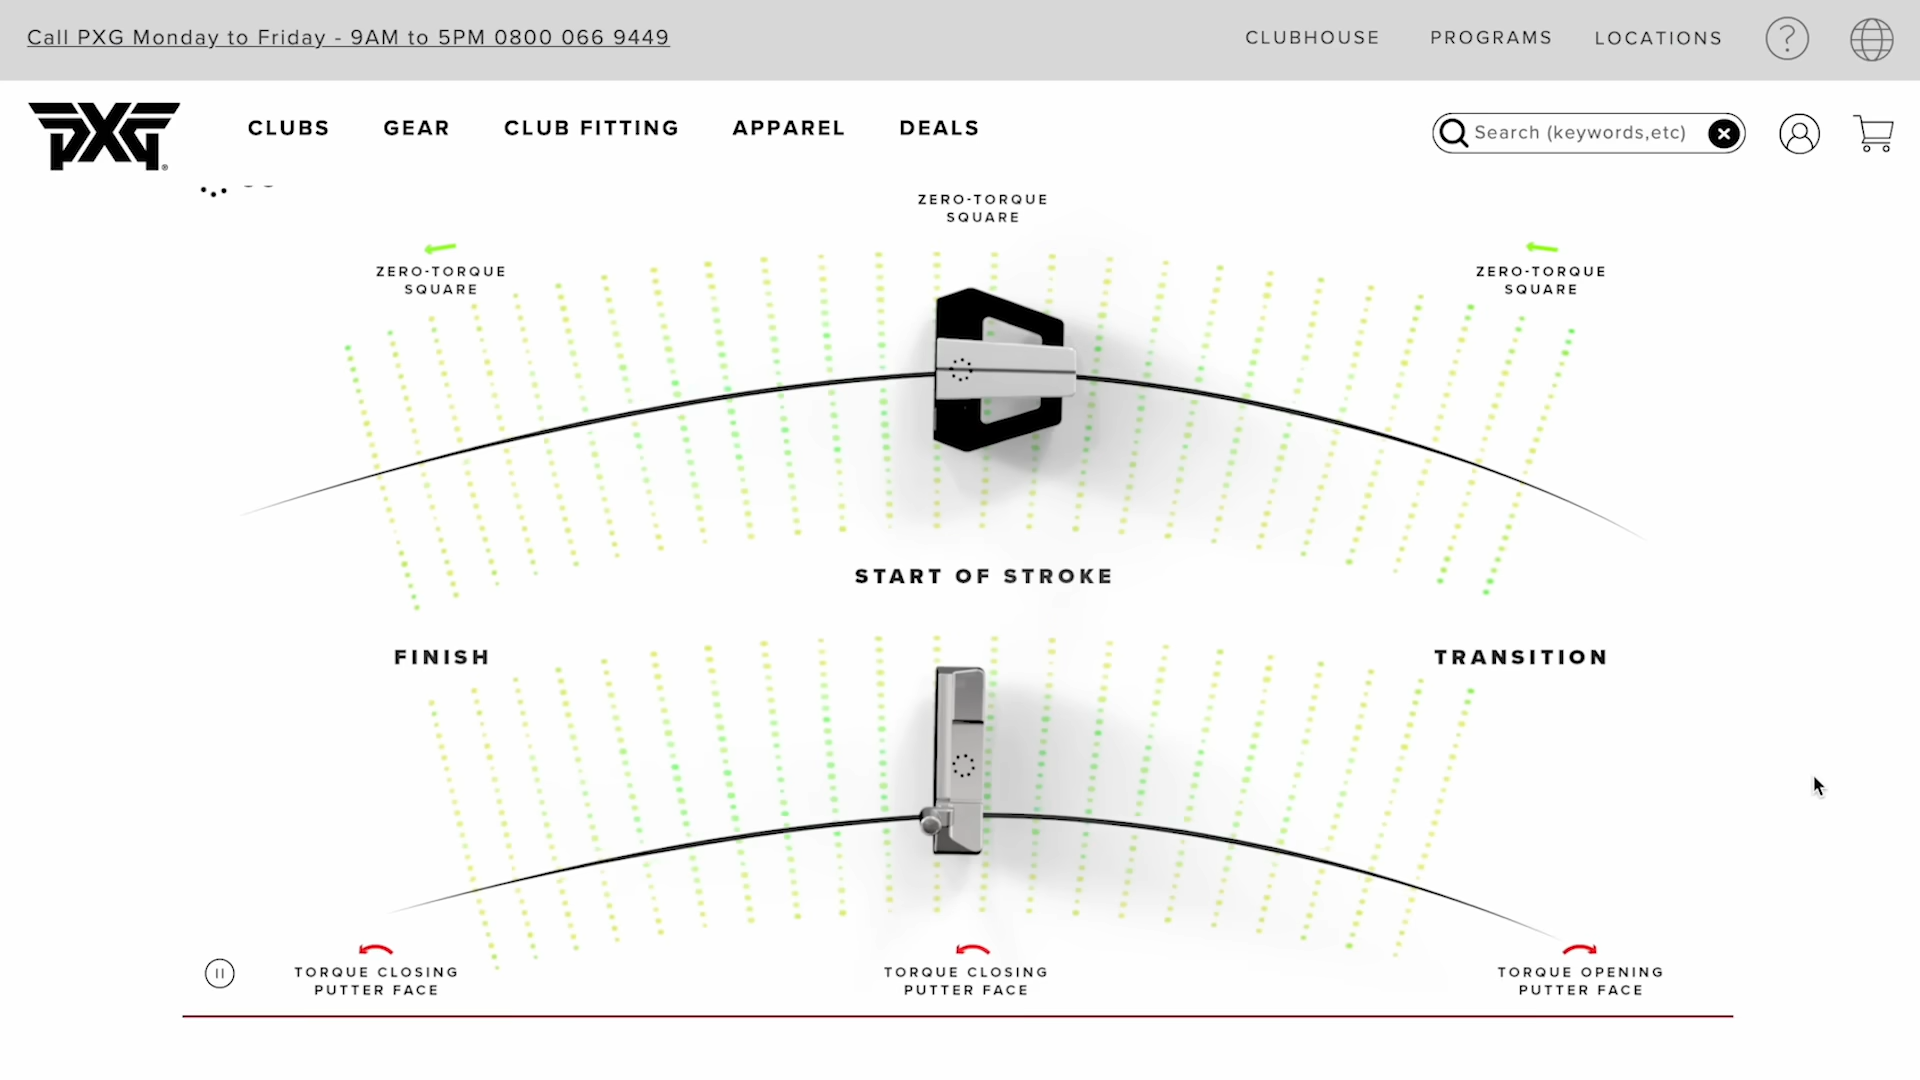 Call PXG Monday to Friday - 9AM to 5PM 0800 066 9449
CLUBHOUSE
PROGRAMS
LOCATIONS
?
PXG
CLUBS
GEAR
CLUB FITTING
APPAREL
DEALS
Search (keywords,etc)
ZERO-TORQUE
SQUARE
ZERO-TORQUE
SQUARE
ZERO-TORQUE
SQUARE
START OF STROKE
FINISH
TRANSITION
TORQUE CLOSING
PUTTER FACE
TORQUE CLOSING
PUTTER FACE
TORQUE OPENING
PUTTER FACE